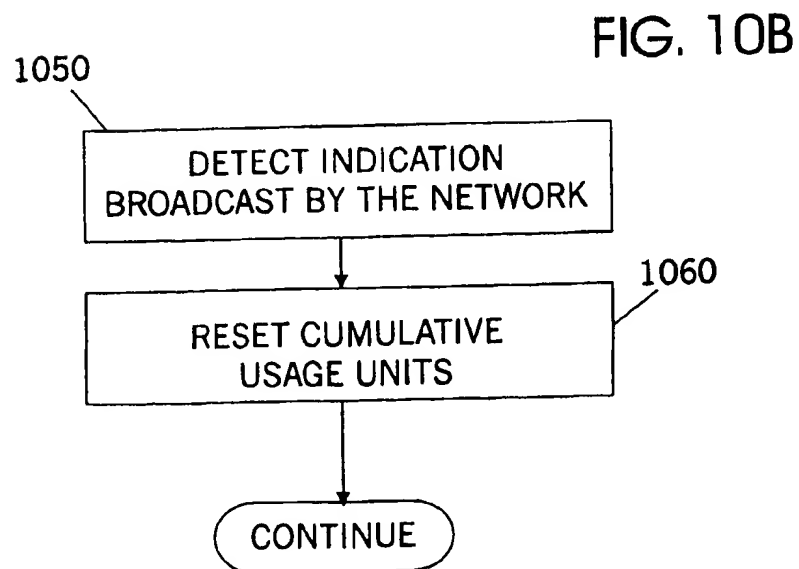 FIG. 10B
1050
DETECT INDICATION
BROADCAST BY THE NETWORK
1060
RESET CUMULATIVE
USAGE UNITS
CONTINUE